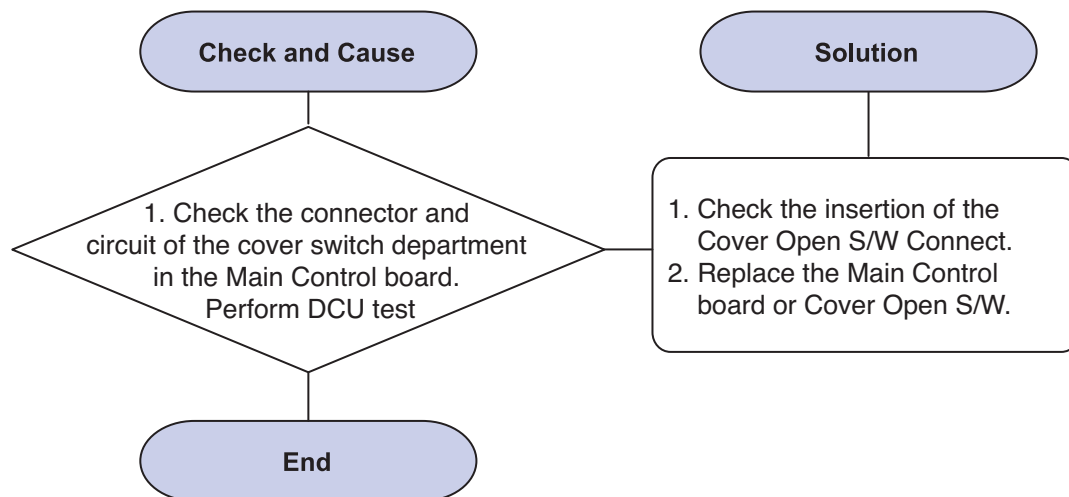 Check and Cause
Solution
1. Check the connector and
circuit of the cover switch department
in the Main Control board.
Perform DCU test
1. Check the insertion of the
Cover Open S/W Connect.
2. Replace the Main Control
board or Cover Open S/W.
End